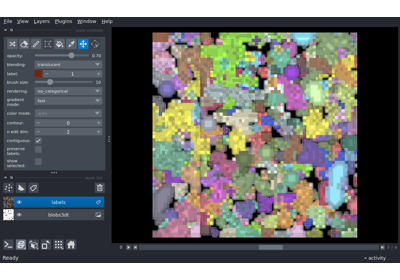 File View Layers Plugins Window Help
opacity: 0.70
blending: translucent
label: 1
brush size: 10
rendering: iso_categorical
gradient
mode: fast
color mode:
contour: 0
n edit dim: 2
contiguous:
preserve
labels:
show
selected:
labels
blobs3dt
Ready
activity